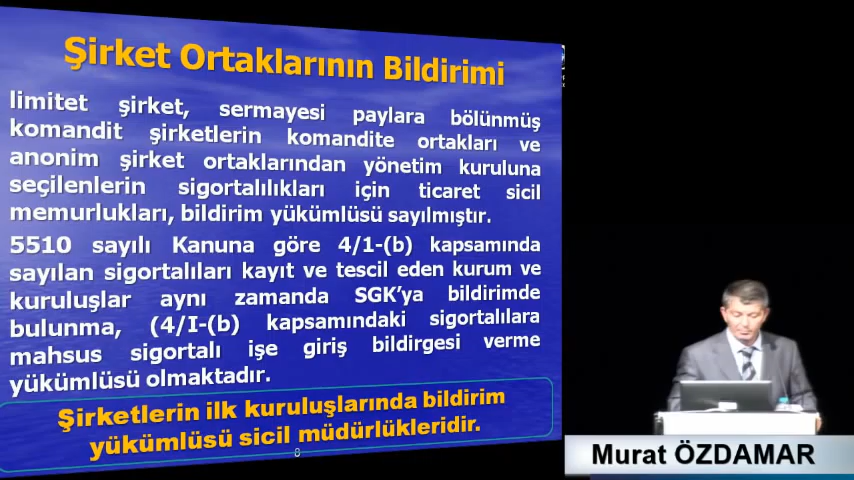 Şirket Ortaklarının Bildirimi
limitet şirket, sermayesi paylara bölünmüş
komandit şirketlerin komandite ortakları ve
anonim şirket ortaklarından yönetim kuruluna
seçilenlerin sigortalılıkları için ticaret sicil
memurlukları, bildirim yükümlüsü sayılmıştır.
5510 sayılı Kanuna göre 4/1-(b) kapsamında
sayılan sigortalıları kayıt ve tescil eden kurum ve
kuruluşlar aynı zamanda SGK'ya bildirimde
bulunma, (4/I-(b) kapsamındaki sigortalılara
mahsus sigortalı işe giriş bildirgesi verme
yükümlüsü olmaktadır.
Şirketlerin ilk kuruluşlarında bildirim
yükümlüsü sicil müdürlükleridir.
8
Murat ÖZDAMAR